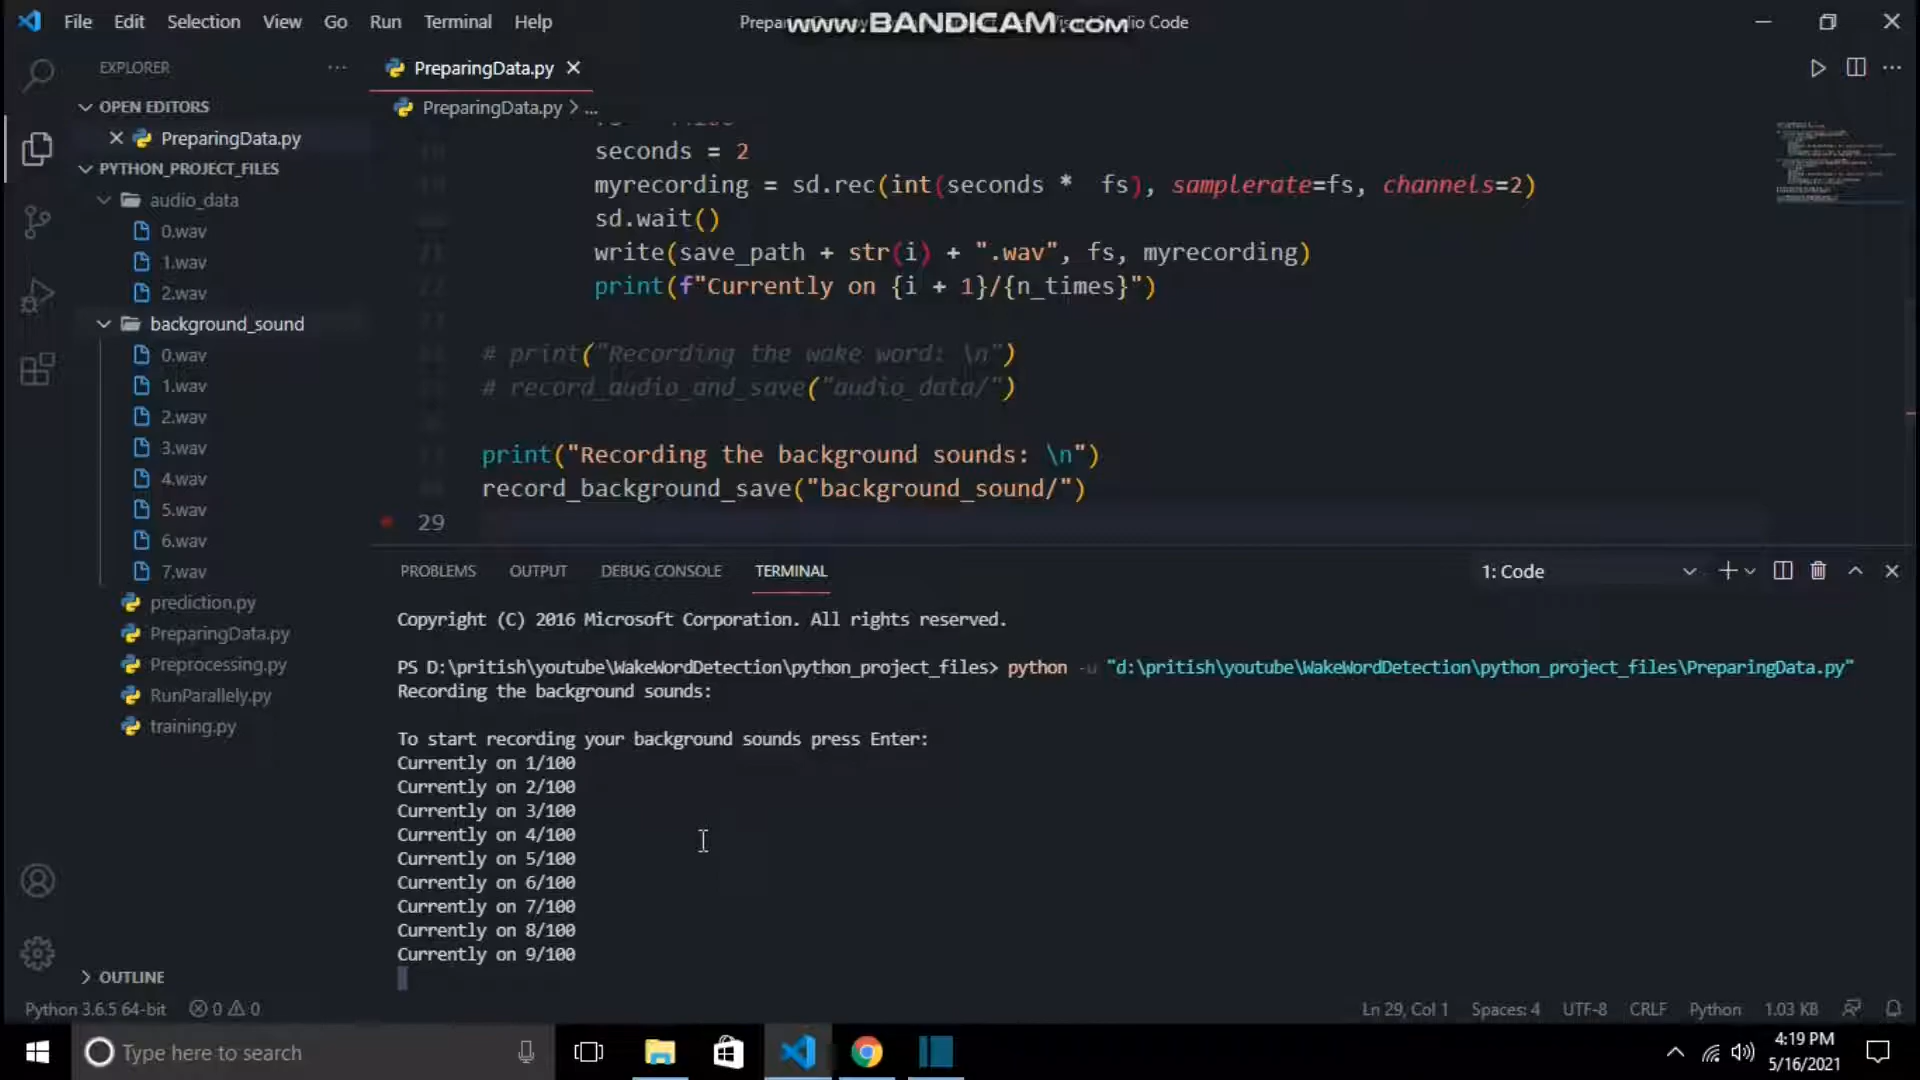 File Edit Selection View Go Run Terminal Help
www.BANDICAM.com
Code
EXPLORER
OPEN EDITORS
PreparingData.py
PYTHON_PROJECT_FILES
audio_data
0.wav
1.wav
2.wav
background_sound
0.wav
1.wav
2.wav
3.wav
4.wav
5.wav
6.wav
7.wav
prediction.py
PreparingData.py
Preprocessing.py
RunParallely.py
training.py
OUTLINE
PreparingData.py
PreparingData.py > ...
seconds = 2
myrecording = sd.rec(int(seconds *  fs), samplerate=fs, channels=2)
sd.wait()
write(save_path + str(i) + ".wav", fs, myrecording)
print(f"Currently on {i + 1}/{n_times}")
# print("Recording the wake word: \n")
# record_audio_and_save("audio_data/")
print("Recording the background sounds: \n")
record_background_save("background_sound/")
29
PROBLEMS OUTPUT DEBUG CONSOLE TERMINAL 1: Code
Copyright (C) 2016 Microsoft Corporation. All rights reserved.
PS D:\pritish\youtube\WakeWordDetection\python_project_files> python -u "d:\pritish\youtube\WakeWordDetection\python_project_files\PreparingData.py"
Recording the background sounds:
To start recording your background sounds press Enter:
Currently on 1/100
Currently on 2/100
Currently on 3/100
Currently on 4/100
Currently on 5/100
Currently on 6/100
Currently on 7/100
Currently on 8/100
Currently on 9/100
Python 3.6.5 64-bit 0 0 Ln 29, Col 1 Spaces: 4 UTF-8 CRLF Python 1.03 KB
Type here to search
4:19 PM
5/16/2021